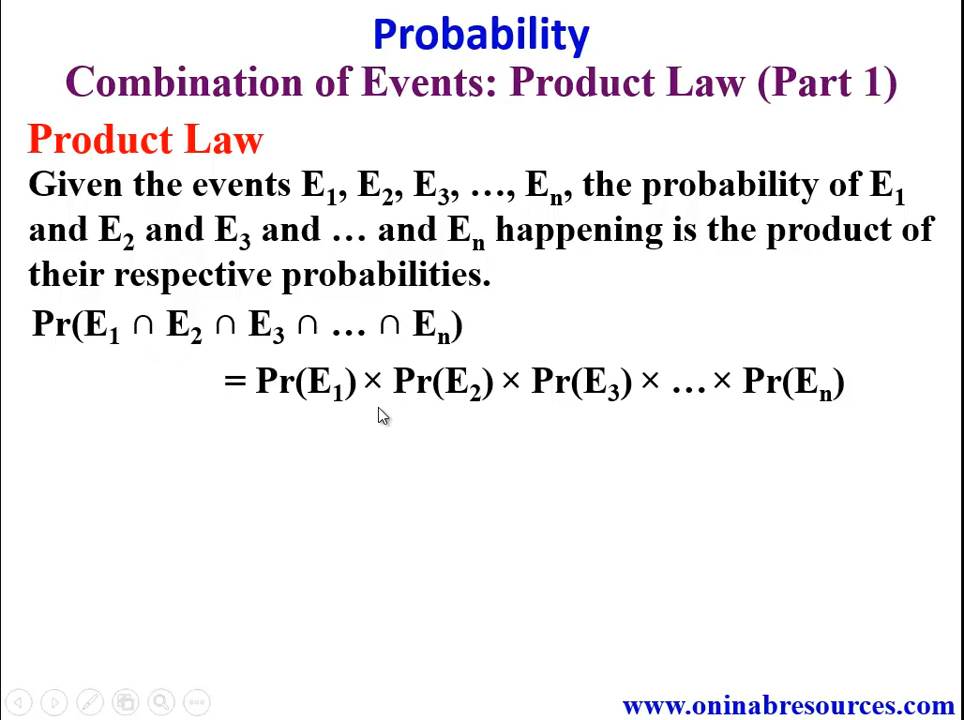 Probability
Combination of Events: Product Law (Part 1)
Product Law
Given the events E₁, E₂, E₃, …, Eₙ, the probability of E₁
and E₂ and E₃ and … and Eₙ happening is the product of
their respective probabilities.
Pr(E₁ ∩ E₂ ∩ E₃ ∩ … ∩ Eₙ)
= Pr(E₁) × Pr(E₂) × Pr(E₃) × … × Pr(Eₙ)
www.oninabresources.com